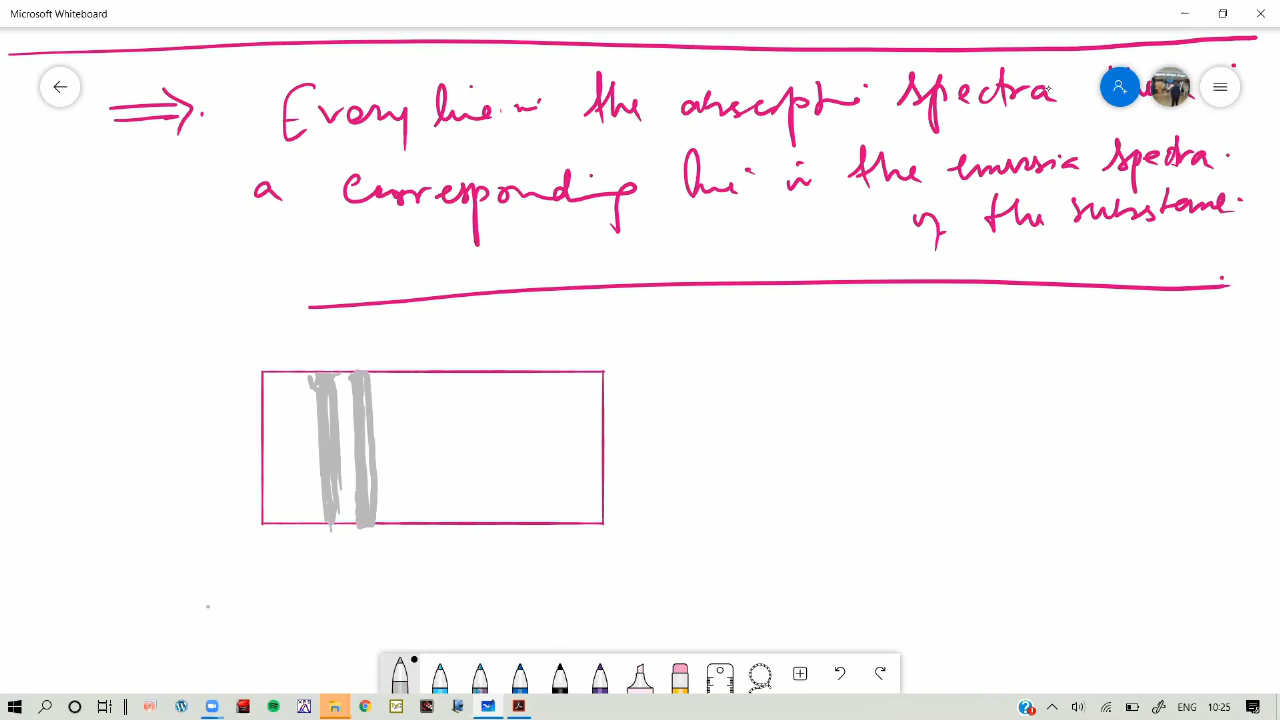 Microsoft Whiteboard
⇒. Every line in the absorption spectra
a corresponding line in the emission spectra.
of the substance.
ENG 10:25